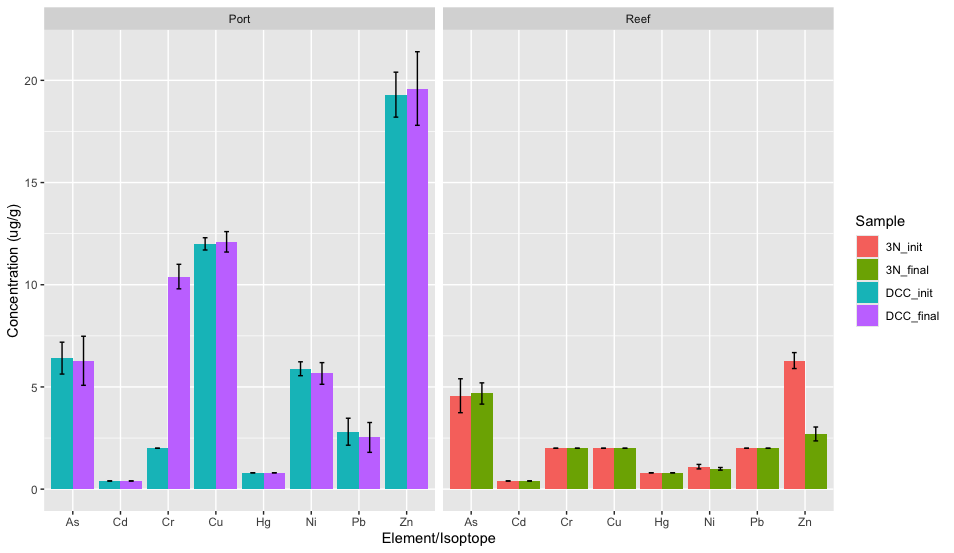 Port
Reef
Concentration (ug/g)
20
15
10
5
0
As Cd Cr Cu Hg Ni Pb Zn
As Cd Cr Cu Hg Ni Pb Zn
Element/Isoptope
Sample
3N_init
3N_final
DCC_init
DCC_final